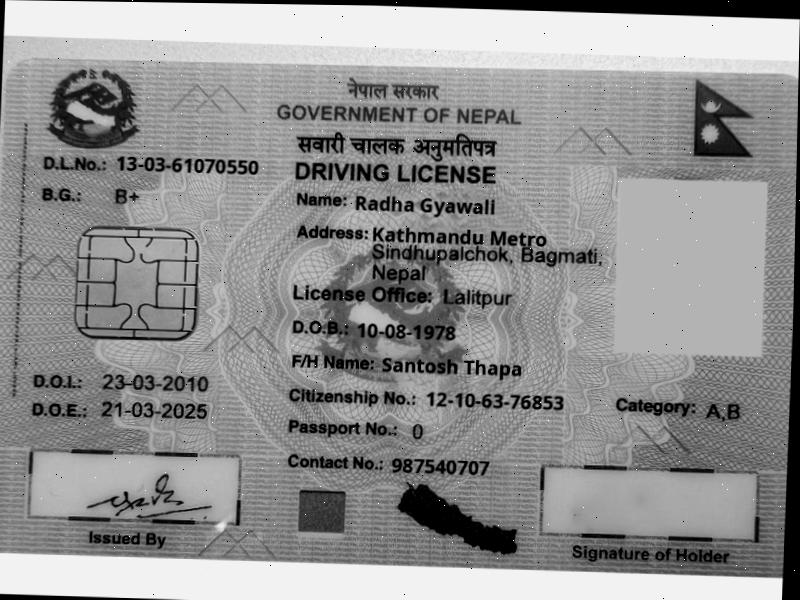 नेपाल सरकार
GOVERNMENT OF NEPAL
सवारी चालक अनुमतिपत्र
DRIVING LICENSE
D.L.No.: 13-03-61070550
B.G.: B+
Name: Radha Gyawali
Address: Kathmandu Metro
Sindhupalchok, Bagmati,
Nepal
License Office: Lalitpur
D.O.B.: 10-08-1978
F/H Name: Santosh Thapa
D.O.I.: 23-03-2010
D.O.E.: 21-03-2025
Citizenship No.: 12-10-63-76853
Category: A,B
Passport No.: 0
Contact No.: 987540707
Issued By
Signature of Holder